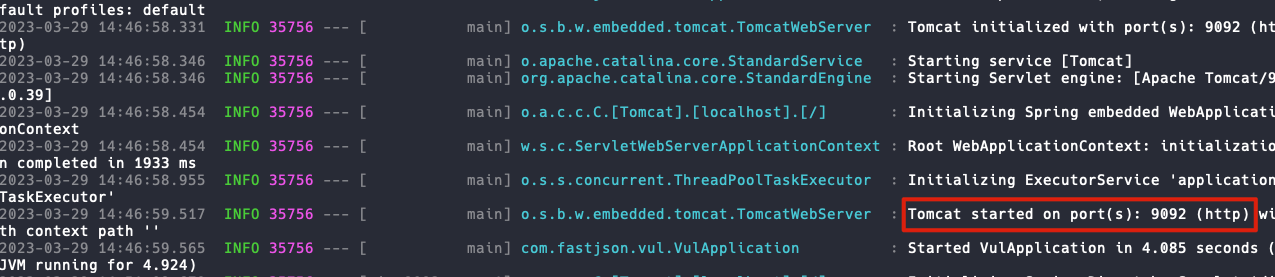 fault profiles: default
2023-03-29 14:46:58.331  INFO 35756 --- [           main] o.s.b.w.embedded.tomcat.TomcatWebServer  : Tomcat initialized with port(s): 9092 (ht
tp)
2023-03-29 14:46:58.346  INFO 35756 --- [           main] o.apache.catalina.core.StandardService   : Starting service [Tomcat]
2023-03-29 14:46:58.346  INFO 35756 --- [           main] org.apache.catalina.core.StandardEngine  : Starting Servlet engine: [Apache Tomcat/9
.0.39]
2023-03-29 14:46:58.454  INFO 35756 --- [           main] o.a.c.c.C.[Tomcat].[localhost].[/]       : Initializing Spring embedded WebApplicati
onContext
2023-03-29 14:46:58.454  INFO 35756 --- [           main] w.s.c.ServletWebServerApplicationContext : Root WebApplicationContext: initializatio
n completed in 1933 ms
2023-03-29 14:46:58.955  INFO 35756 --- [           main] o.s.s.concurrent.ThreadPoolTaskExecutor  : Initializing ExecutorService 'application
TaskExecutor'
2023-03-29 14:46:59.517  INFO 35756 --- [           main] o.s.b.w.embedded.tomcat.TomcatWebServer  : Tomcat started on port(s): 9092 (http) wi
th context path ''
2023-03-29 14:46:59.565  INFO 35756 --- [           main] com.fastjson.vul.VulApplication          : Started VulApplication in 4.085 seconds (
JVM running for 4.924)